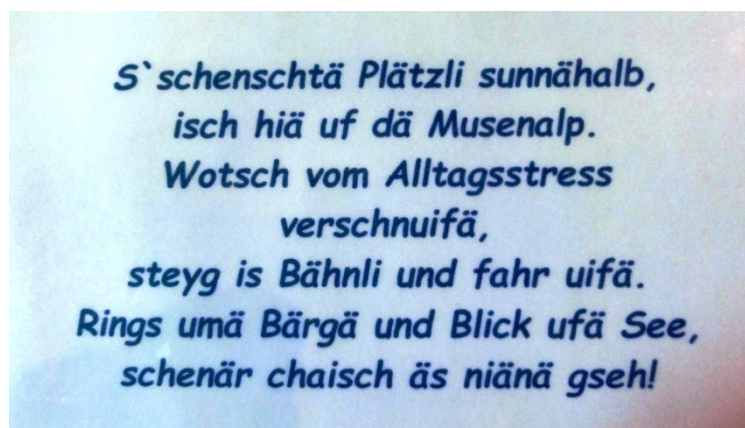 S`schenschtä Plätzli sunnähalb,
isch hiä uf dä Musenalp.
Wotsch vom Alltagsstress
verschnuifä,
steyg is Bähnli und fahr uifä.
Rings umä Bärgä und Blick ufä See,
schenär chaisch äs niänä gseh!